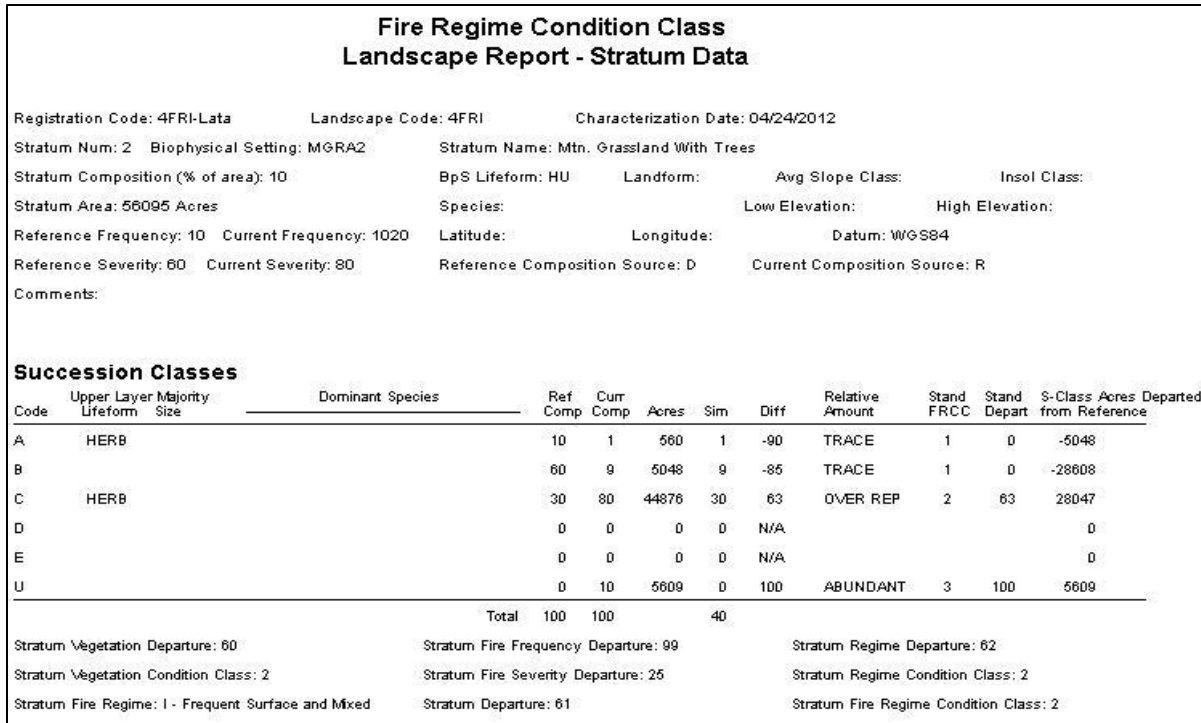 Fire Regime Condition Class
Landscape Report - Stratum Data
Registration Code: 4FRI-Lata Landscape Code: 4FRI Characterization Date: 04/24/2012
Stratum Num: 2 Biophysical Setting: MGRA2 Stratum Name: Mtn. Grassland With Trees
Stratum Composition (% of area): 10 BpS Lifeform: HU Landform: Avg Slope Class: Insol Class:
Stratum Area: 56095 Acres Species: Low Elevation: High Elevation:
Reference Frequency: 10 Current Frequency: 1020 Latitude: Longitude: Datum: WGS84
Reference Severity: 60 Current Severity: 80 Reference Composition Source: D Current Composition Source: R
Comments:
Succession Classes
Upper Layer Majority Dominant Species Ref Curr Relative Stand Stand S-Class Acres Departed
Code Lifeform Size Comp Comp Acres Sim Diff Amount FRCC Depart from Reference
A HERB 10 1 560 1 -90 TRACE 1 0 -5048
B 60 9 5048 9 -85 TRACE 1 0 -28608
C HERB 30 80 44876 30 63 OVER REP 2 63 28047
D 0 0 0 0 N/A 0
E 0 0 0 0 N/A 0
U 0 10 5609 0 100 ABUNDANT 3 100 5609
Total 100 100 40
Stratum Vegetation Departure: 60 Stratum Fire Frequency Departure: 99 Stratum Regime Departure: 62
Stratum Vegetation Condition Class: 2 Stratum Fire Severity Departure: 25 Stratum Regime Condition Class: 2
Stratum Fire Regime: I - Frequent Surface and Mixed Stratum Departure: 61 Stratum Fire Regime Condition Class: 2